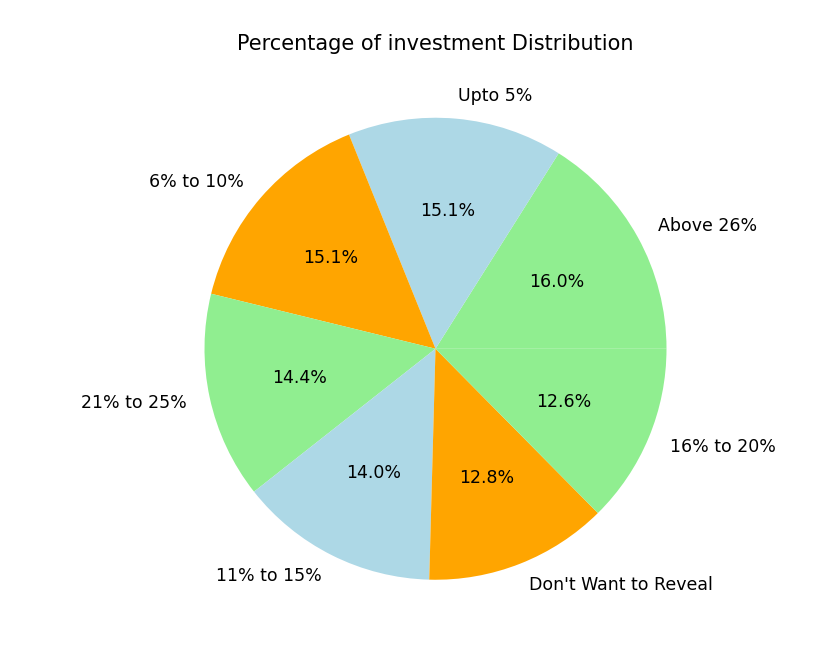 Percentage of investment Distribution
Upto 5%
15.1%
6% to 10%
15.1%
Above 26%
16.0%
21% to 25%
14.4%
12.6%
16% to 20%
11% to 15%
14.0%
12.8%
Don't Want to Reveal